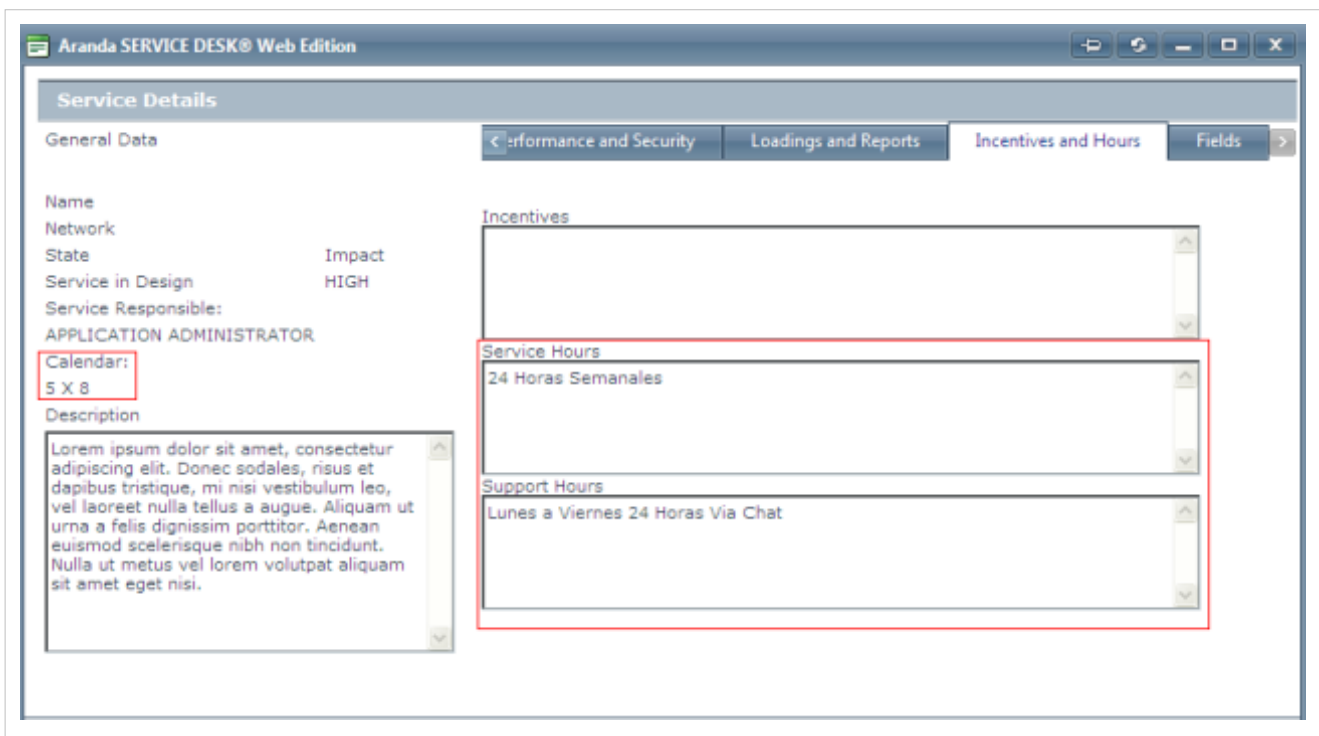 Aranda SERVICE DESK® Web Edition
Service Details
General Data
erformance and Security
Loadings and Reports
Incentives and Hours
Fields
Name
Network
State
Impact
Service in Design
HIGH
Service Responsible:
APPLICATION ADMINISTRATOR
Calendar:
5 X 8
Description
Lorem ipsum dolor sit amet, consectetur
adipiscing elit. Donec sodales, risus et
dapibus tristique, mi nisi vestibulum leo,
vel laoreet nulla tellus a augue. Aliquam ut
urna a felis dignissim porttitor. Aenean
euismod scelerisque nibh non tincidunt.
Nulla ut metus vel lorem volutpat aliquam
sit amet eget nisi.
Incentives
Service Hours
24 Horas Semanales
Support Hours
Lunes a Viernes 24 Horas Via Chat